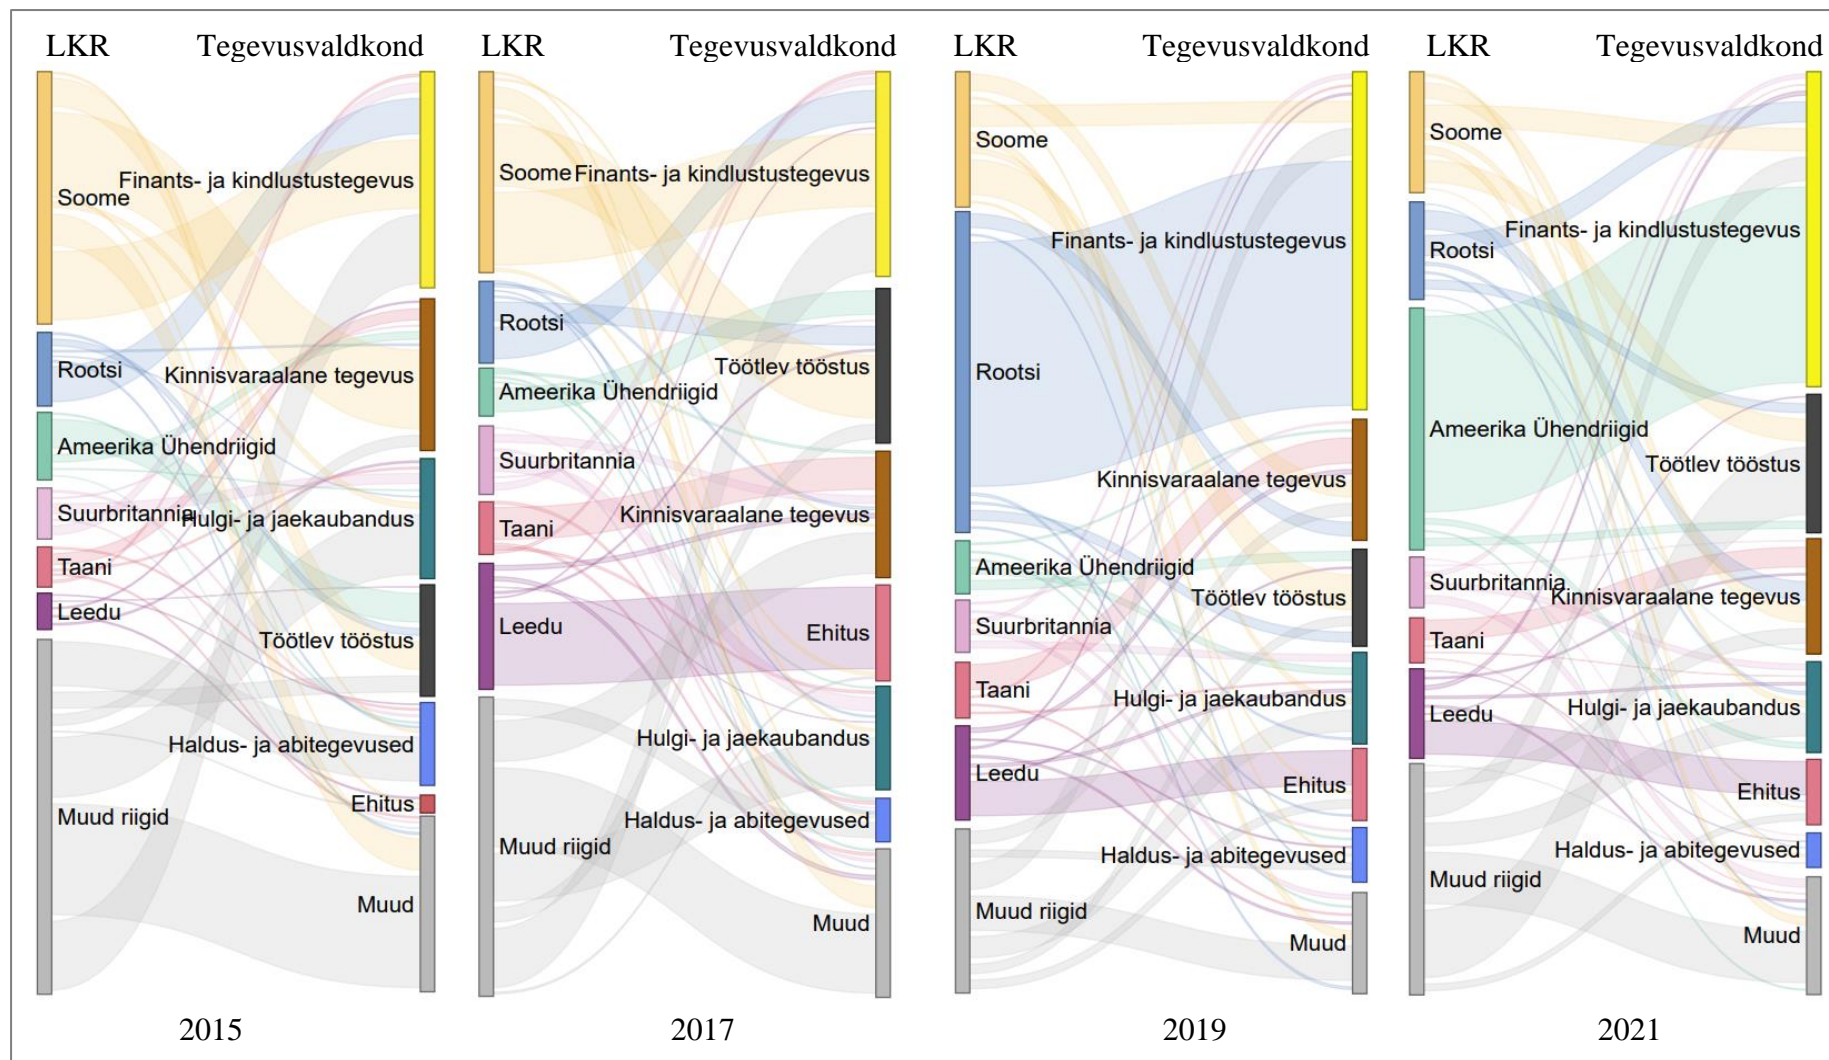 LKR Tegevusvaldkond
Soome
Rootsi
Ameerika Ühendriigid
Suurbritannia
Taani
Leedu
Muud riigid
Finants- ja kindlustustegevus
Kinnisvaraalane tegevus
Hulgi- ja jaekaubandus
Töötlev tööstus
Haldus- ja abitegevused
Ehitus
Muud
2015
LKR Tegevusvaldkond
Soome
Rootsi
Ameerika Ühendriigid
Suurbritannia
Taani
Leedu
Muud riigid
Finants- ja kindlustustegevus
Töötlev tööstus
Kinnisvaraalane tegevus
Ehitus
Hulgi- ja jaekaubandus
Haldus- ja abitegevused
Muud
2017
LKR Tegevusvaldkond
Soome
Rootsi
Ameerika Ühendriigid
Suurbritannia
Taani
Leedu
Muud riigid
Finants- ja kindlustustegevus
Kinnisvaraalane tegevus
Töötlev tööstus
Hulgi- ja jaekaubandus
Ehitus
Haldus- ja abitegevused
Muud
2019
LKR Tegevusvaldkond
Soome
Rootsi
Ameerika Ühendriigid
Suurbritannia
Taani
Leedu
Muud riigid
Finants- ja kindlustustegevus
Töötlev tööstus
Kinnisvaraalane tegevus
Hulgi- ja jaekaubandus
Ehitus
Haldus- ja abitegevused
Muud
2021